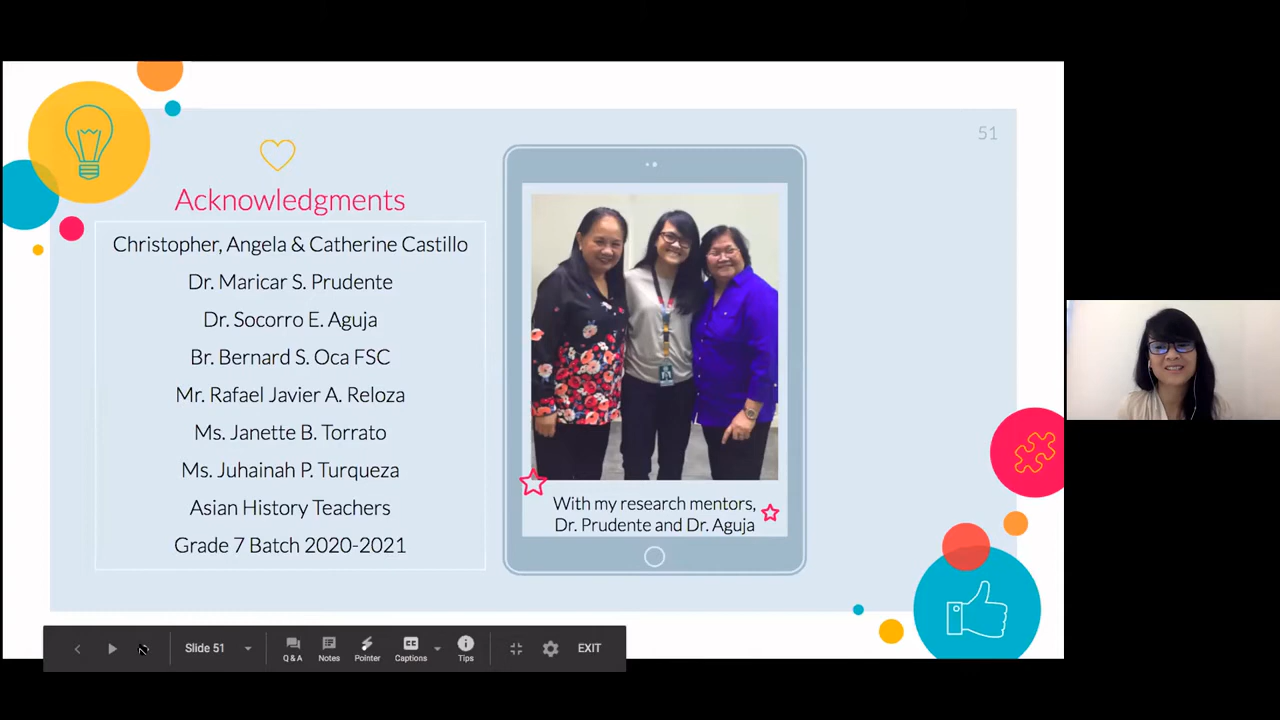 51
Acknowledgments
Christopher, Angela & Catherine Castillo
Dr. Maricar S. Prudente
Dr. Socorro E. Aguja
Br. Bernard S. Oca FSC
Mr. Rafael Javier A. Reloza
Ms. Janette B. Torrato
Ms. Juhainah P. Turqueza
Asian History Teachers
Grade 7 Batch 2020-2021
With my research mentors,
Dr. Prudente and Dr. Aguja
Slide 51
Q & A
Notes
Pointer
CC
Captions
Tips
EXIT